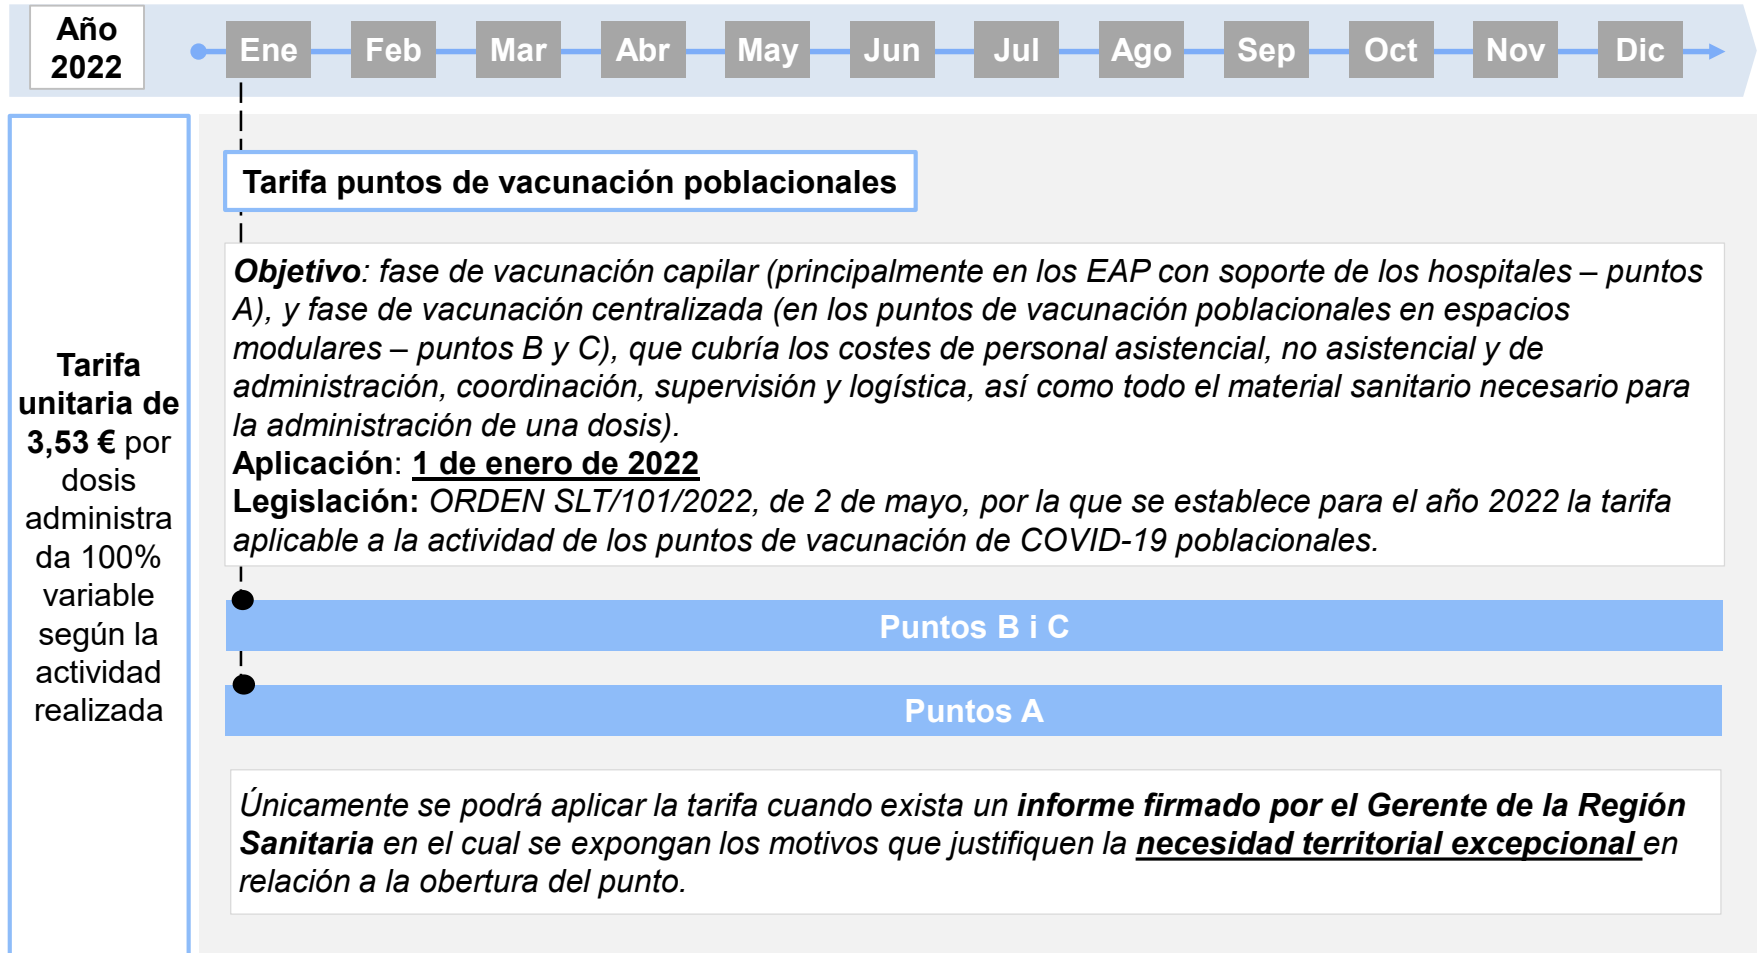 Año
2022
Ene Feb Mar Abr May Jun Jul Ago Sep Oct Nov Dic
Tarifa
unitaria de
3,53 € por
dosis
administra
da 100%
variable
según la
actividad
realizada
Tarifa puntos de vacunación poblacionales
Objetivo: fase de vacunación capilar (principalmente en los EAP con soporte de los hospitales – puntos
A), y fase de vacunación centralizada (en los puntos de vacunación poblacionales en espacios
modulares – puntos B y C), que cubría los costes de personal asistencial, no asistencial y de
administración, coordinación, supervisión y logística, así como todo el material sanitario necesario para
la administración de una dosis).
Aplicación: 1 de enero de 2022
Legislación: ORDEN SLT/101/2022, de 2 de mayo, por la que se establece para el año 2022 la tarifa
aplicable a la actividad de los puntos de vacunación de COVID-19 poblacionales.
Puntos B i C
Puntos A
Únicamente se podrá aplicar la tarifa cuando exista un informe firmado por el Gerente de la Región
Sanitaria en el cual se expongan los motivos que justifiquen la necesidad territorial excepcional en
relación a la obertura del punto.